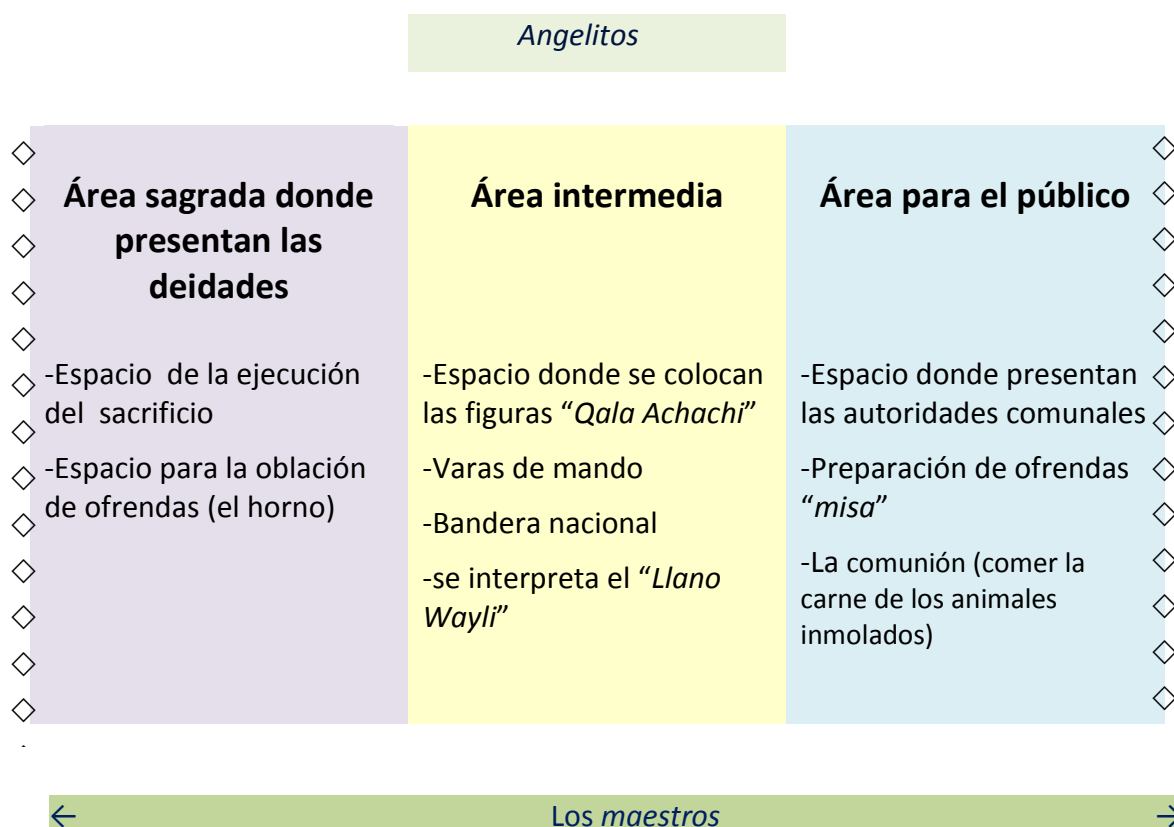 Angelitos
Área sagrada donde
presentan las
deidades
-Espacio de la ejecución
del sacrificio
-Espacio para la oblación
de ofrendas (el horno)
Área intermedia
-Espacio donde se colocan
las figuras “Qala Achachi”
-Varas de mando
-Bandera nacional
-se interpreta el “Llano
Wayli”
Área para el público
-Espacio donde presentan
las autoridades comunales
-Preparación de ofrendas
“misa”
-La comunión (comer la
carne de los animales
inmolados)
Los maestros